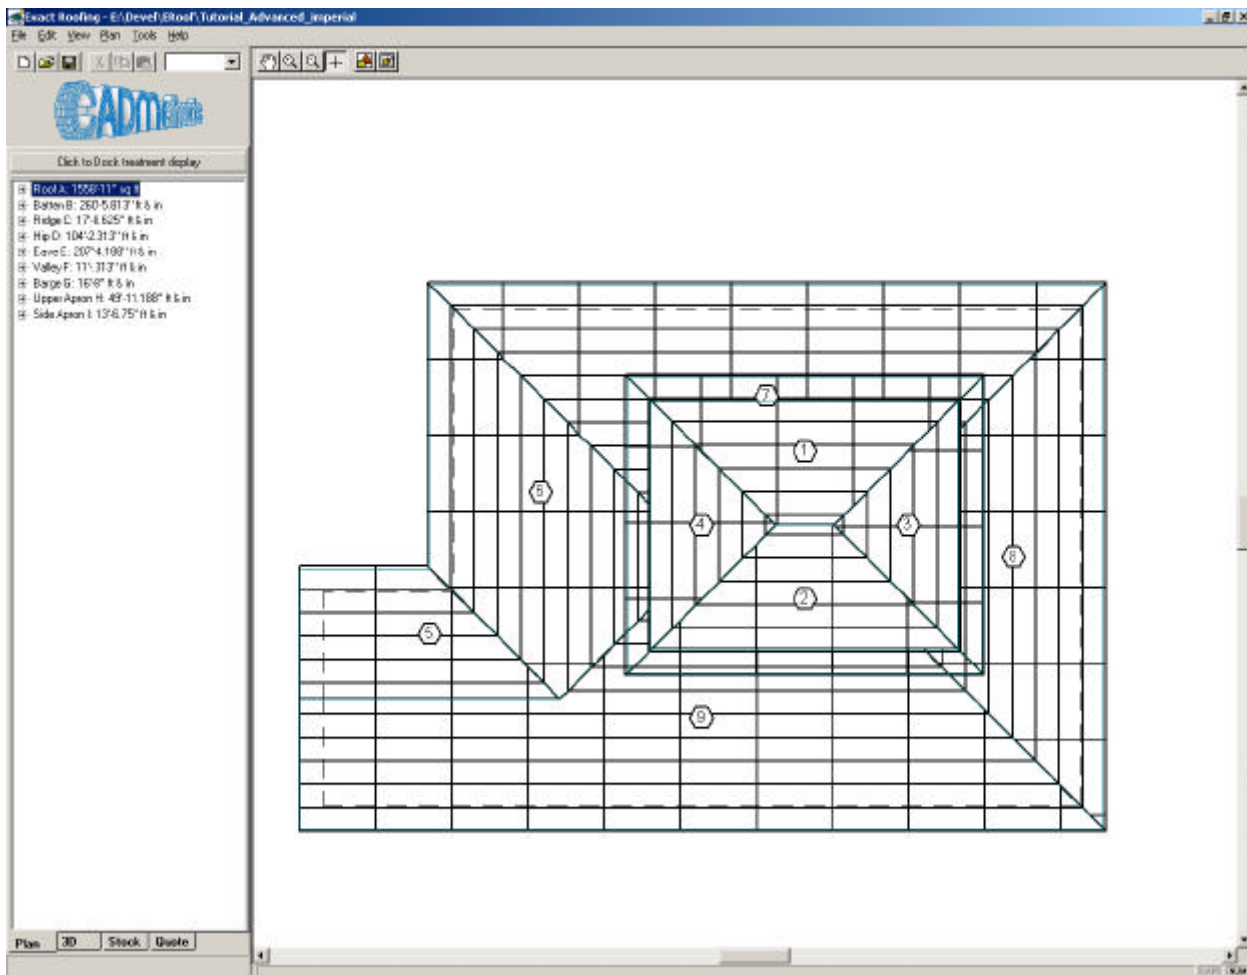 Exact Roofing - E:\Devel\ERoof\Tutorial_Advanced_imperial
File Edit View Plan Tools Help
CADMetrics
Click to Dock treatment display
Roof A: 1558'-11" sq ft
Batten B: 260'-5.813" ft & in
Ridge C: 17'-8.625" ft & in
Hip D: 104'-2.313" ft & in
Eave E: 207'-4.188" ft & in
Valley F: 11'-.313" ft & in
Barge G: 16'-8" ft & in
Upper Apron H: 49'-11.188" ft & in
Side Apron I: 13'-6.75" ft & in
7
1
6
4
3
8
2
5
9
Plan 3D Stock Quote